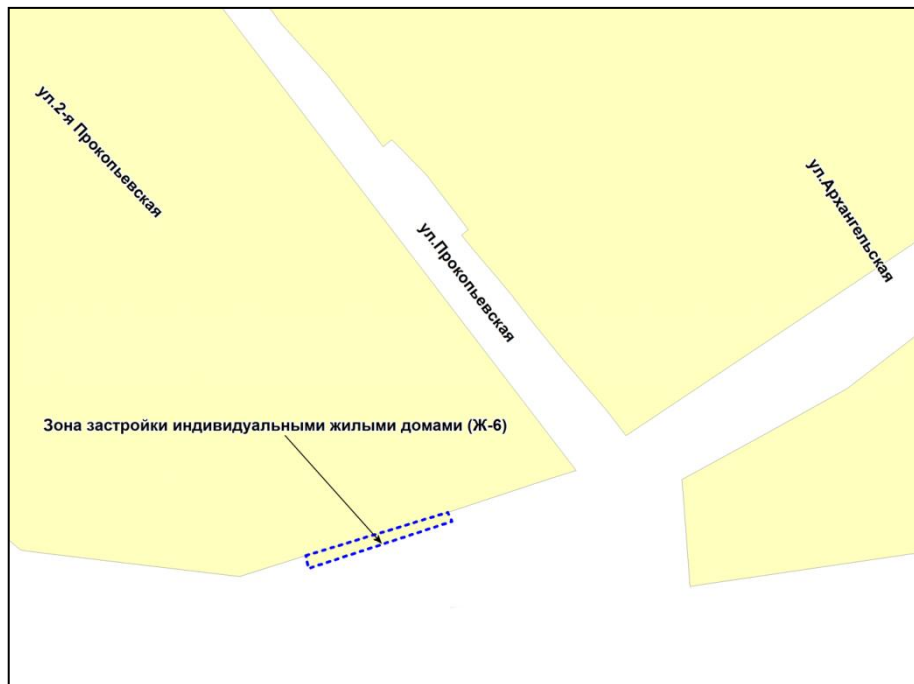 ул.2-я Прокопьевская
ул.Архангельская
ул.Прокопьевская
Зона застройки индивидуальными жилыми домами (Ж-6)